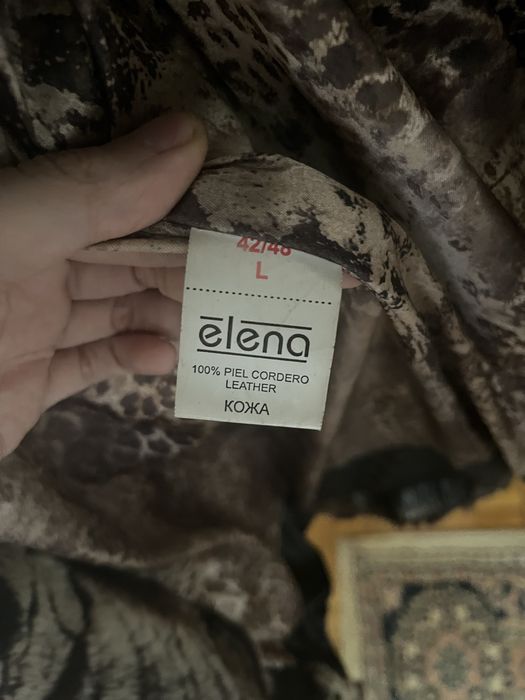 42/46
L
elena
100% PIEL CORDERO
LEATHER
КОЖА